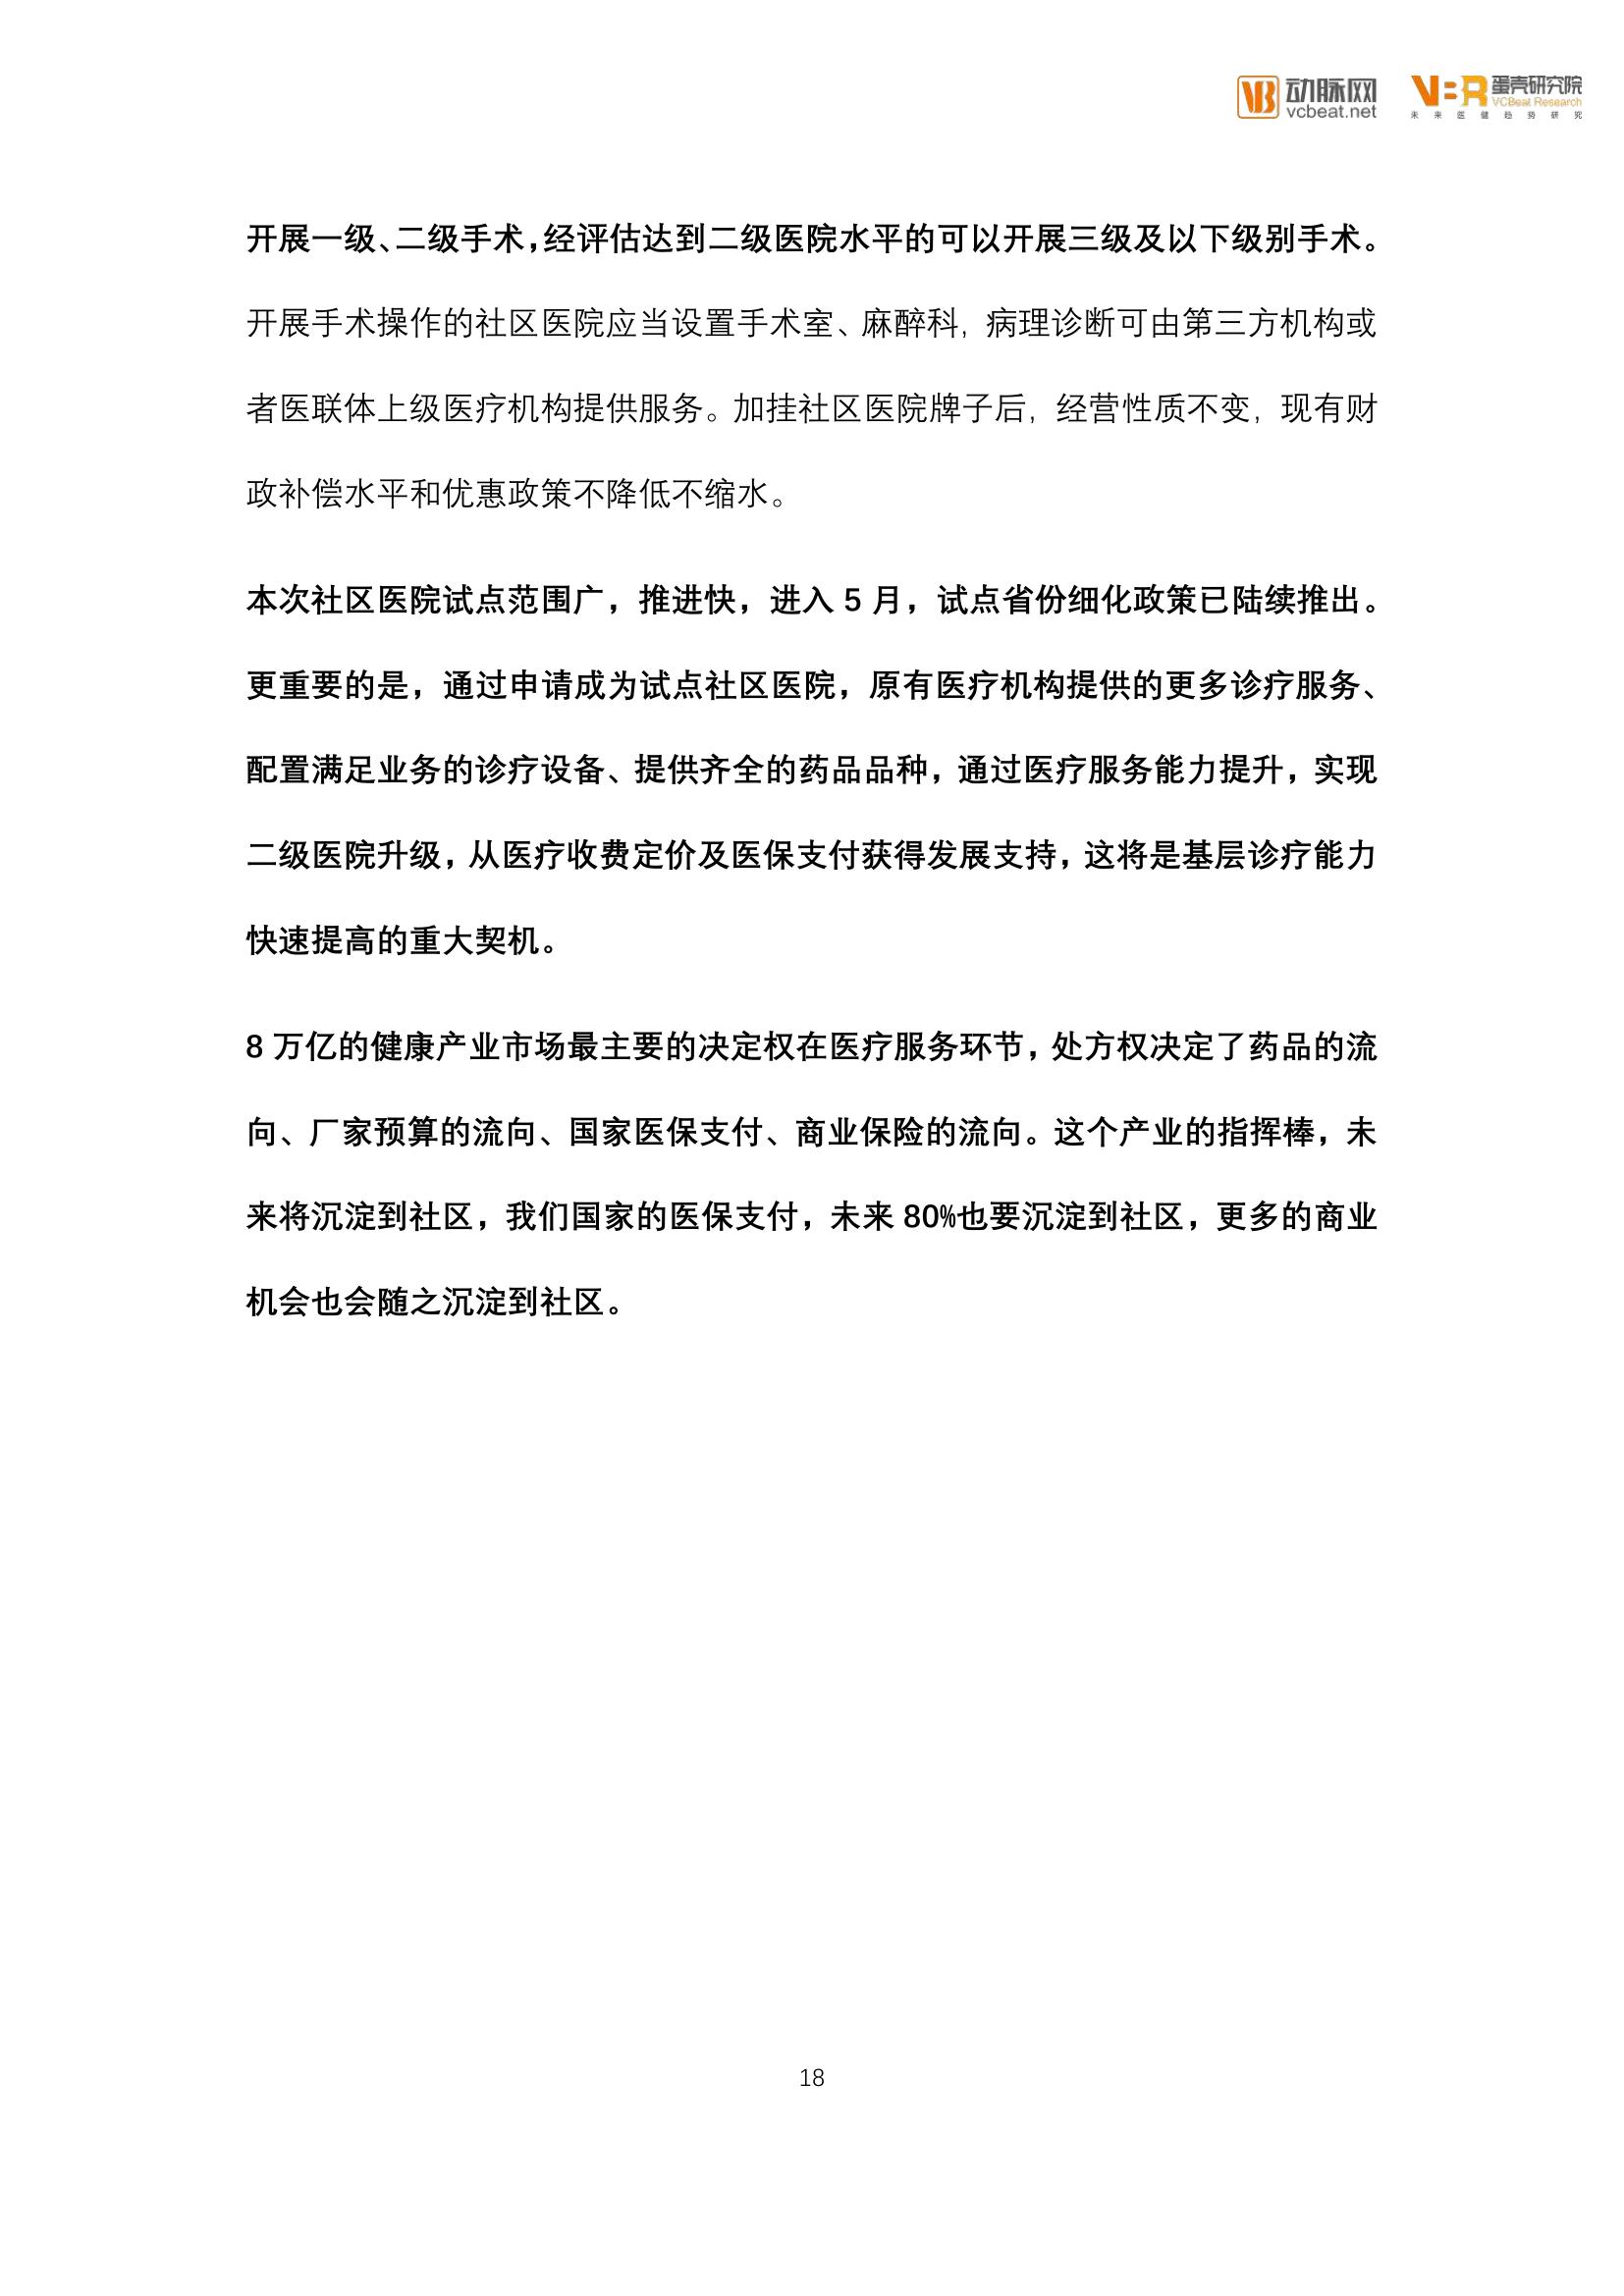 动脉网
vcbeat.net
VBR 蛋壳研究院
VCBeat Research
未来医健趋势研究
开展一级、二级手术，经评估达到二级医院水平的可以开展三级及以下级别手术。
开展手术操作的社区医院应当设置手术室、麻醉科，病理诊断可由第三方机构或
者医联体上级医疗机构提供服务。加挂社区医院牌子后，经营性质不变，现有财
政补偿水平和优惠政策不降低不缩水。
本次社区医院试点范围广，推进快，进入 5 月，试点省份细化政策已陆续推出。
更重要的是，通过申请成为试点社区医院，原有医疗机构提供的更多诊疗服务、
配置满足业务的诊疗设备、提供齐全的药品品种，通过医疗服务能力提升，实现
二级医院升级，从医疗收费定价及医保支付获得发展支持，这将是基层诊疗能力
快速提高的重大契机。
8 万亿的健康产业市场最主要的决定权在医疗服务环节，处方权决定了药品的流
向、厂家预算的流向、国家医保支付、商业保险的流向。这个产业的指挥棒，未
来将沉淀到社区，我们国家的医保支付，未来 80%也要沉淀到社区，更多的商业
机会也会随之沉淀到社区。
18